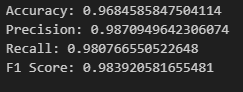 Accuracy: 0.9684585847504114
Precision: 0.9870949642306074
Recall: 0.980766550522648
F1 Score: 0.983920581655481